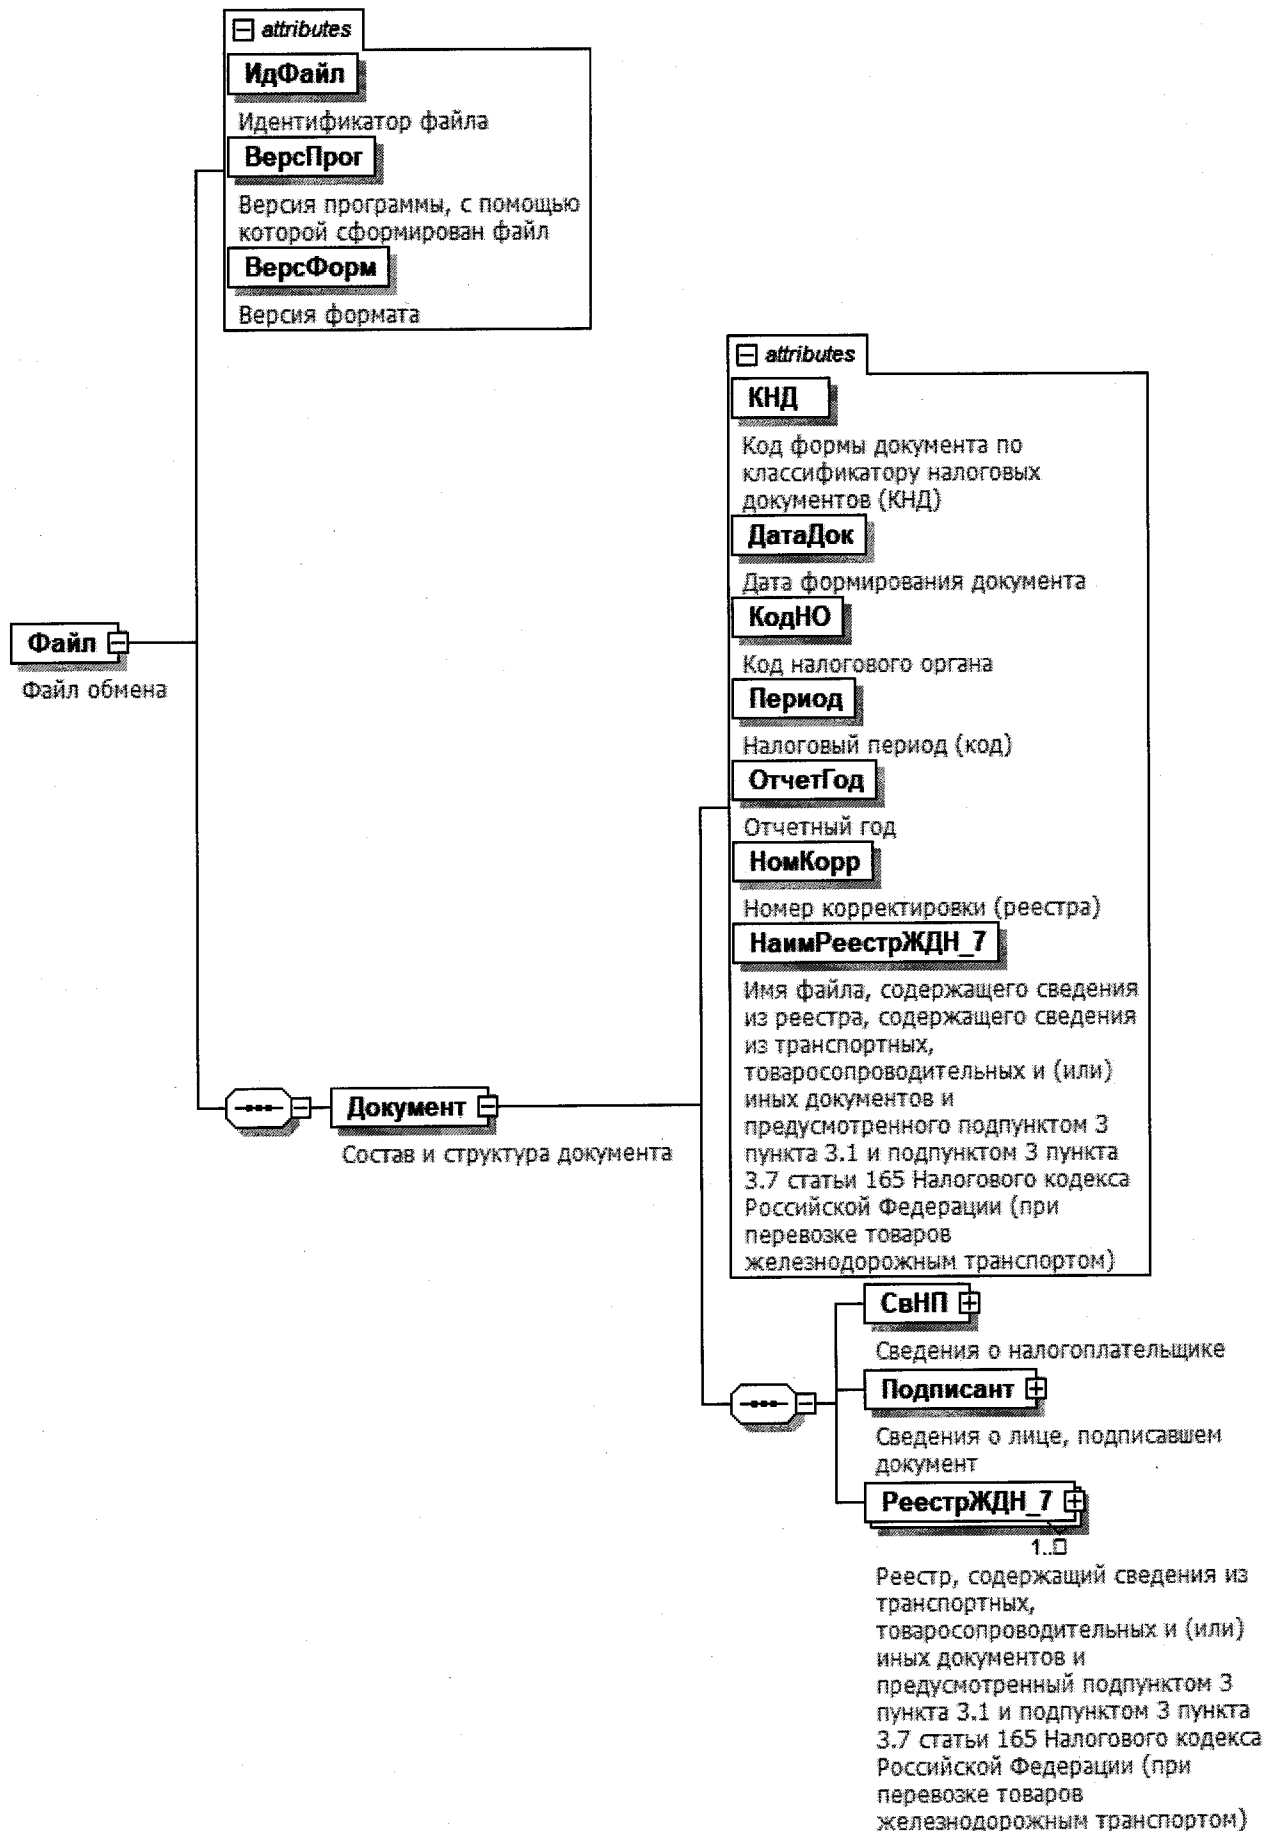 attributes
ИдФайл
Идентификатор файла
ВерсПрог
Версия программы, с помощью
которой сформирован файл
ВерсФорм
Версия формата
attributes
КНД
Код формы документа по
классификатору налоговых
документов (КНД)
ДатаДок
Дата формирования документа
КодНО
Код налогового органа
Период
Налоговый период (код)
ОтчетГод
Отчетный год
НомКорр
Номер корректировки (реестра)
НаимРеестрЖДН_7
Имя файла, содержащего сведения
из реестра, содержащего сведения
из транспортных,
товаросопроводительных и (или)
иных документов и
предусмотренного подпунктом 3
пункта 3.1 и подпунктом 3 пункта
3.7 статьи 165 Налогового кодекса
Российской Федерации (при
перевозке товаров
железнодорожным транспортом)
Файл
Файл обмена
Документ
Состав и структура документа
СвНП
Сведения о налогоплательщике
Подписант
Сведения о лице, подписавшем
документ
РеестрЖДН_7
1..□
Реестр, содержащий сведения из
транспортных,
товаросопроводительных и (или)
иных документов и
предусмотренный подпунктом 3
пункта 3.1 и подпунктом 3 пункта
3.7 статьи 165 Налогового кодекса
Российской Федерации (при
перевозке товаров
железнодорожным транспортом)